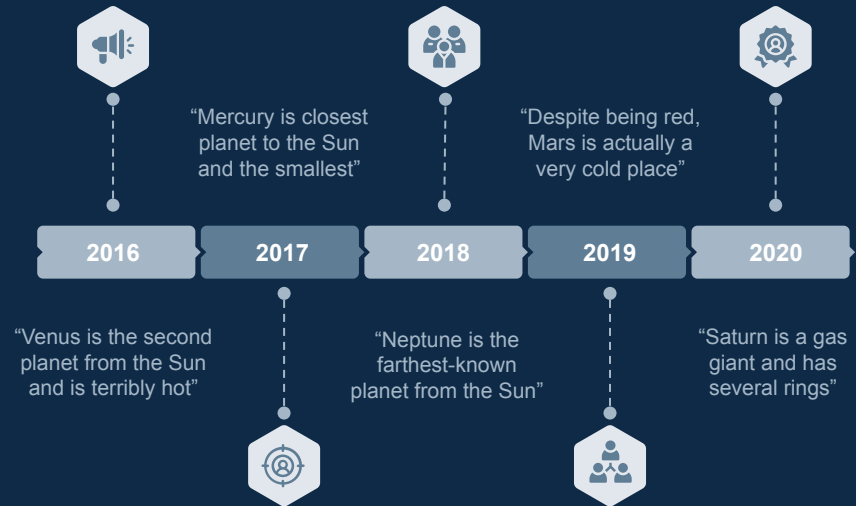 “Mercury is closest
planet to the Sun
and the smallest”
“Despite being red,
Mars is actually a
very cold place”
2016
2017
2018
2019
2020
“Venus is the second
planet from the Sun
and is terribly hot”
“Neptune is the
farthest-known
planet from the Sun”
“Saturn is a gas
giant and has
several rings”